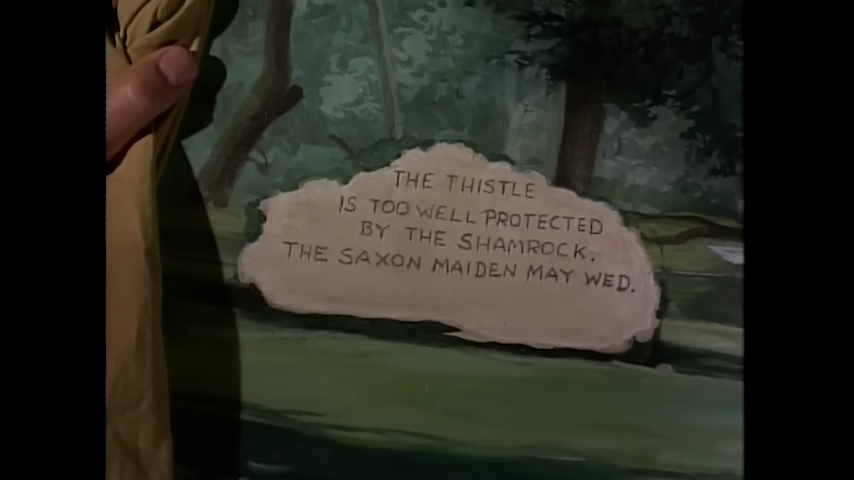 THE THISTLE
IS TOO WELL PROTECTED
BY THE SHAMROCK.
THE SAXON MAIDEN MAY WED.